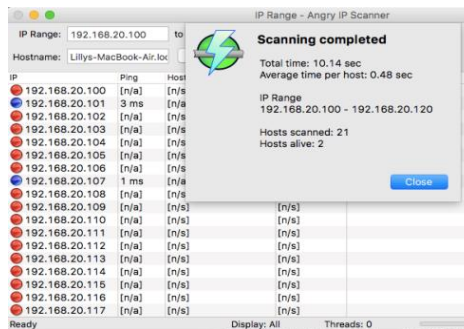 IP Range - Angry IP Scanner
IP Range: 192.168.20.100 to
Hostname: Lillys-MacBook-Air.loc
Scanning completed
Total time: 10.14 sec
Average time per host: 0.48 sec
IP Range
192.168.20.100 - 192.168.20.120
Hosts scanned: 21
Hosts alive: 2
Close
IP Ping Host
192.168.20.100 [n/a] [n/s
192.168.20.101 3 ms [n/a
192.168.20.102 [n/a] [n/s
192.168.20.103 [n/a] [n/s
192.168.20.104 [n/a] [n/s
192.168.20.105 [n/a] [n/s
192.168.20.106 [n/a] [n/s
192.168.20.107 1 ms [n/a
192.168.20.108 [n/a] [n/s
192.168.20.109 [n/a] [n/s] [n/s]
192.168.20.110 [n/a] [n/s] [n/s]
192.168.20.111 [n/a] [n/s] [n/s]
192.168.20.112 [n/a] [n/s] [n/s]
192.168.20.113 [n/a] [n/s] [n/s]
192.168.20.114 [n/a] [n/s] [n/s]
192.168.20.115 [n/a] [n/s] [n/s]
192.168.20.116 [n/a] [n/s] [n/s]
192.168.20.117 [n/a] [n/s] [n/s]
Ready Display: All Threads: 0